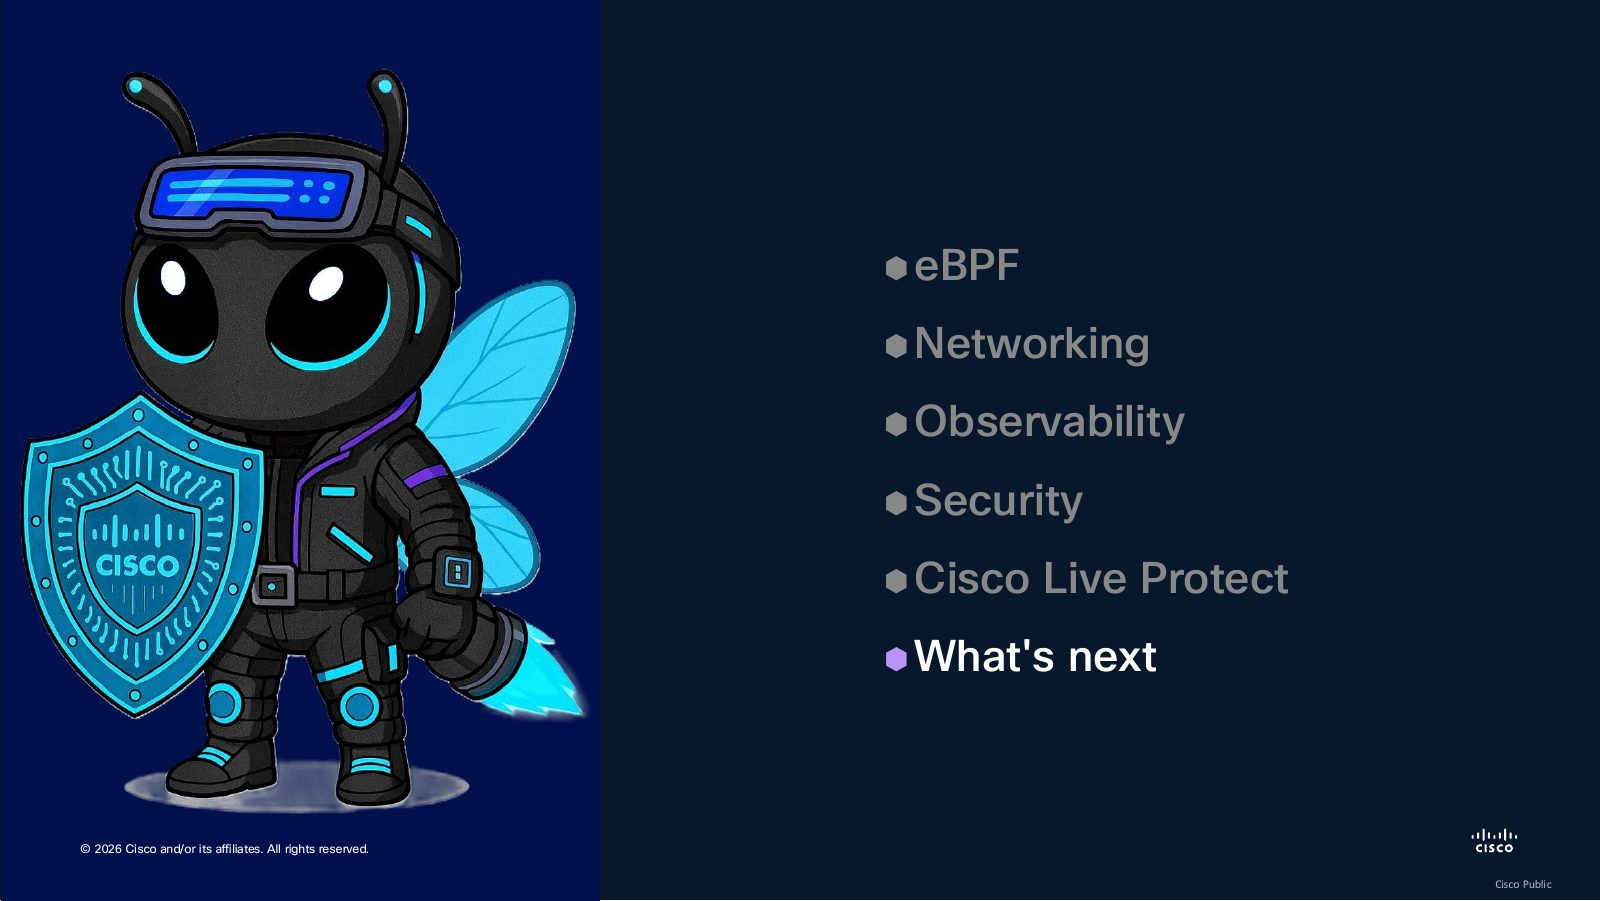 eBPF
Networking
Observability
Security
Cisco Live Protect
What's next
CISCO
© 2026 Cisco and/or its affiliates. All rights reserved.
CISCO
Cisco Public